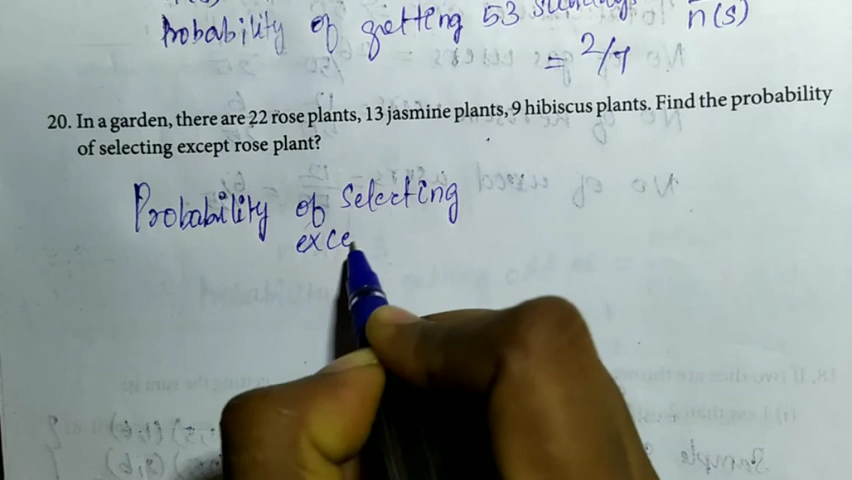 Probability of getting 53 n(s)
= 2/7
20. In a garden, there are 22 rose plants, 13 jasmine plants, 9 hibiscus plants. Find the probability
of selecting except rose plant?
Probability of Selecting
exce